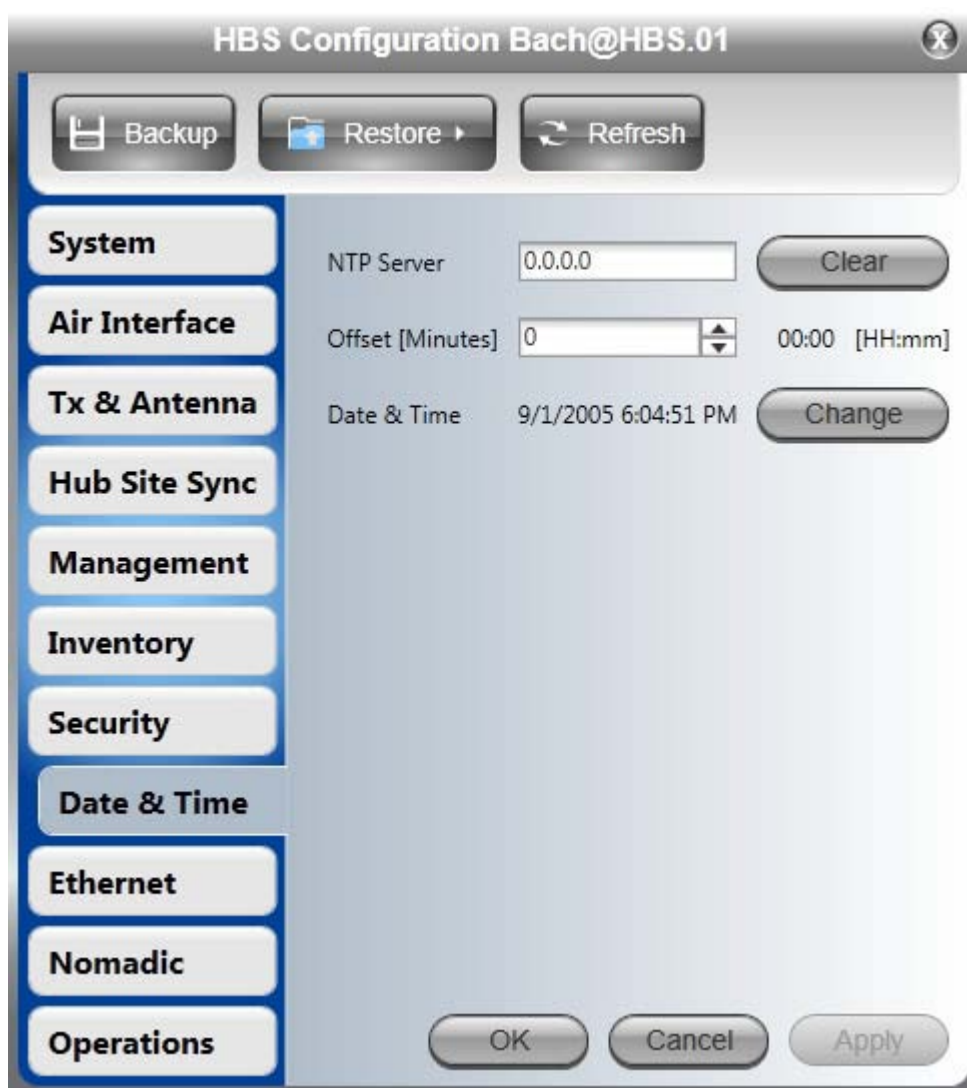 HBS Configuration Bach@HBS.01
Backup
Restore
Refresh
System
Air Interface
Tx & Antenna
Hub Site Sync
Management
Inventory
Security
Date & Time
Ethernet
Nomadic
Operations
NTP Server 0.0.0.0 Clear
Offset [Minutes] 0 00:00 [HH:mm]
Date & Time 9/1/2005 6:04:51 PM Change
OK
Cancel
Apply